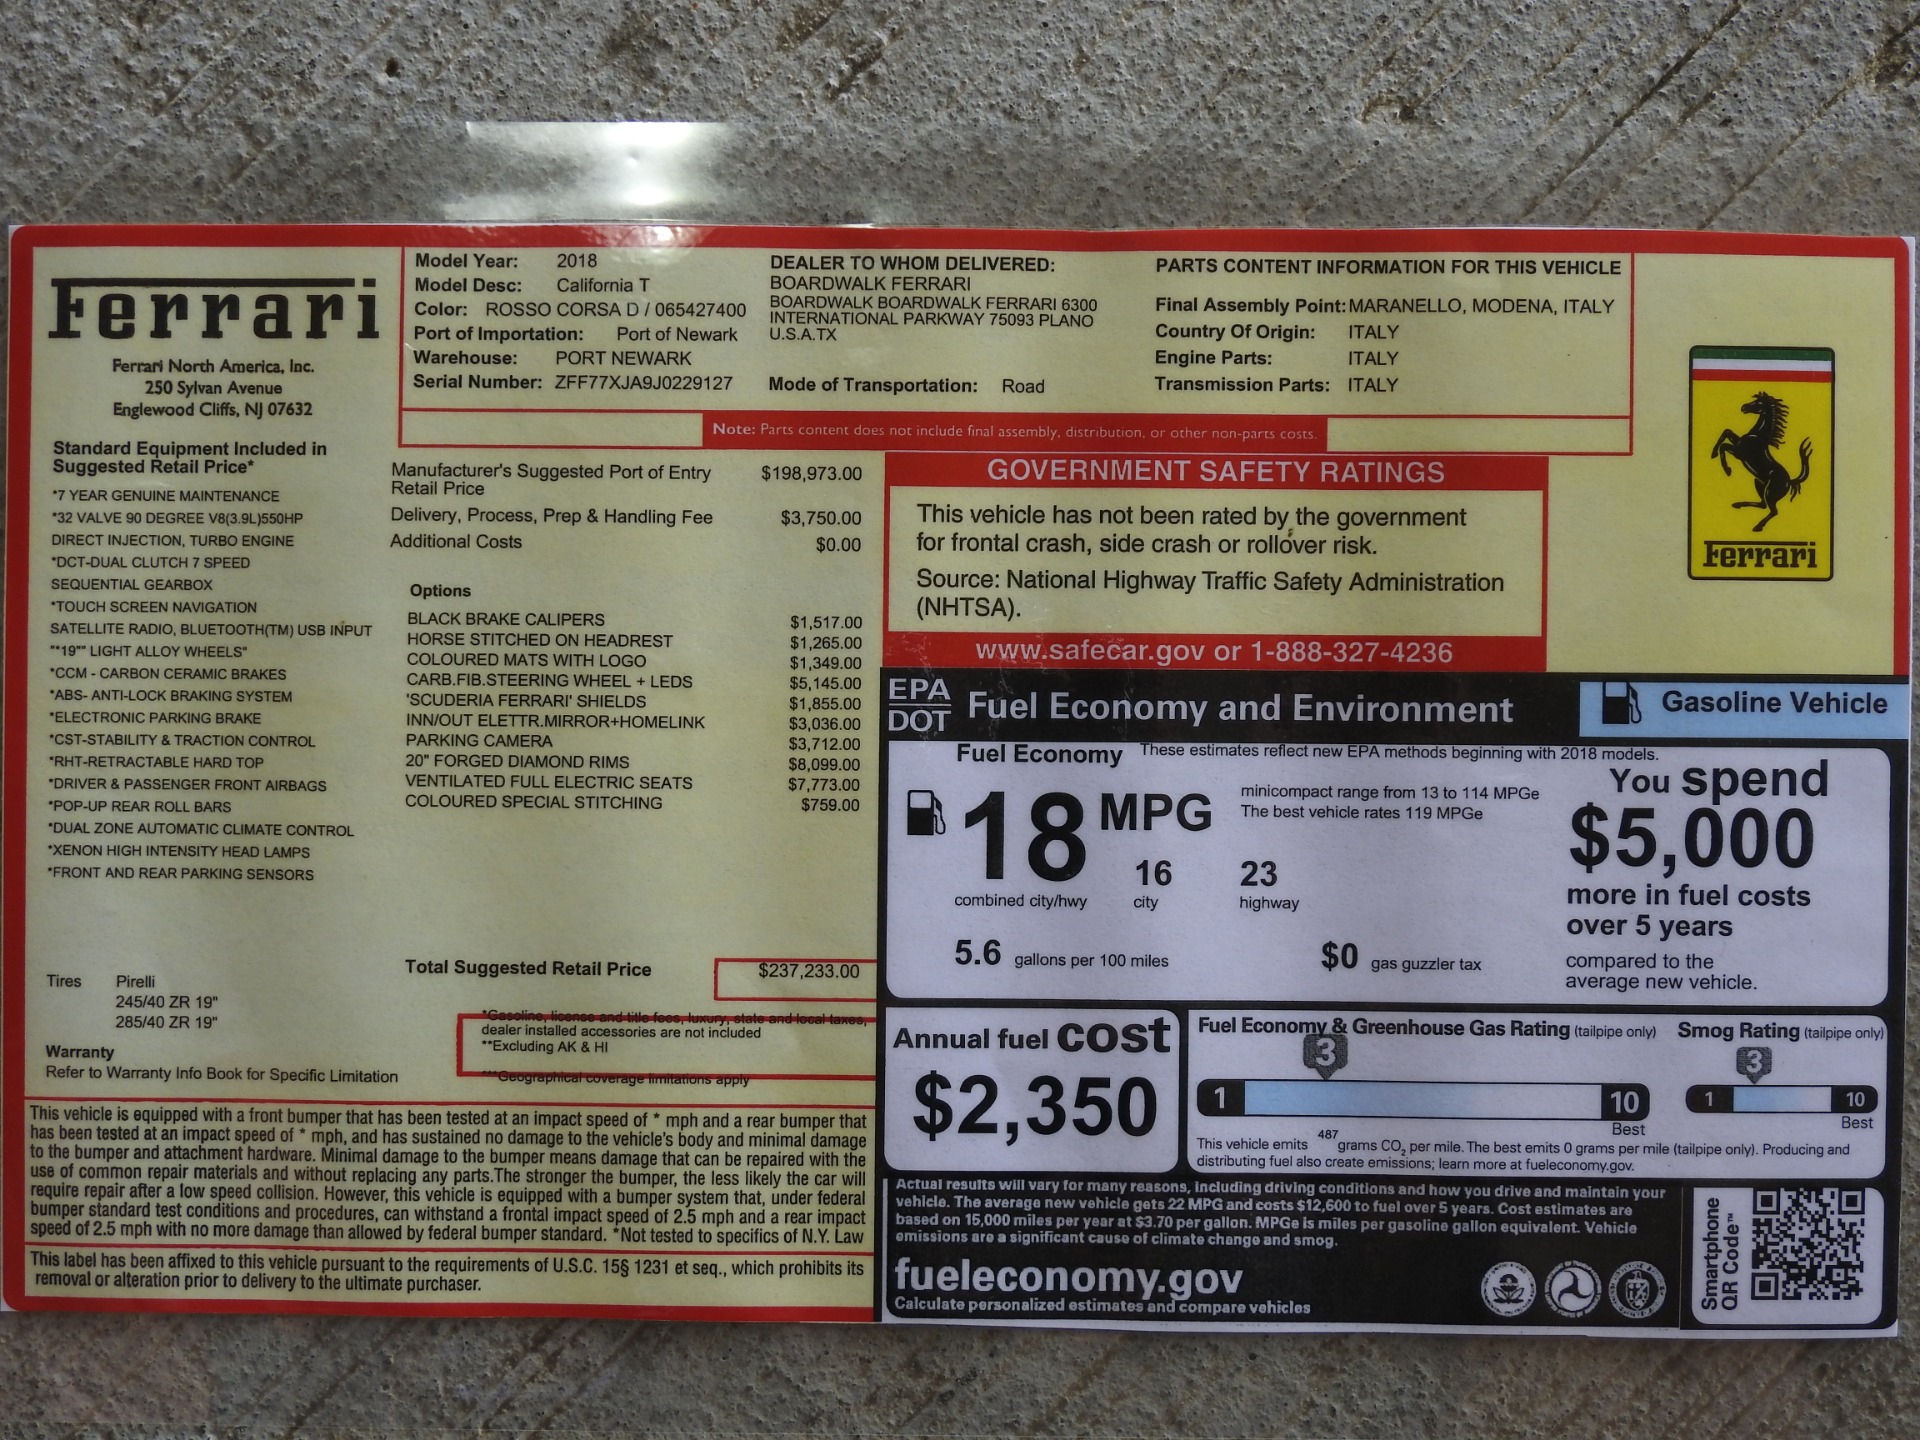 Ferrari
Ferrari North America, Inc.
250 Sylvan Avenue
Englewood Cliffs, NJ 07632
Model Year: 2018
Model Desc: California T
Color: ROSSO CORSA D / 065427400
Port of Importation: Port of Newark
Warehouse: PORT NEWARK
Serial Number: ZFF77XJA9J0229127
DEALER TO WHOM DELIVERED:
BOARDWALK FERRARI
BOARDWALK BOARDWALK FERRARI 6300
INTERNATIONAL PARKWAY 75093 PLANO
U.S.A.TX
Mode of Transportation: Road
PARTS CONTENT INFORMATION FOR THIS VEHICLE
Final Assembly Point: MARANELLO, MODENA, ITALY
Country Of Origin: ITALY
Engine Parts: ITALY
Transmission Parts: ITALY
Note: Parts content does not include final assembly, distribution, or other non-parts costs.
Ferrari
Standard Equipment Included in
Suggested Retail Price*
*7 YEAR GENUINE MAINTENANCE
*32 VALVE 90 DEGREE V8(3.9L)550HP
DIRECT INJECTION, TURBO ENGINE
*DCT-DUAL CLUTCH 7 SPEED
SEQUENTIAL GEARBOX
*TOUCH SCREEN NAVIGATION
SATELLITE RADIO, BLUETOOTH(TM) USB INPUT
"*19"" LIGHT ALLOY WHEELS"
*CCM - CARBON CERAMIC BRAKES
*ABS- ANTI-LOCK BRAKING SYSTEM
*ELECTRONIC PARKING BRAKE
*CST-STABILITY & TRACTION CONTROL
*RHT-RETRACTABLE HARD TOP
*DRIVER & PASSENGER FRONT AIRBAGS
*POP-UP REAR ROLL BARS
*DUAL ZONE AUTOMATIC CLIMATE CONTROL
*XENON HIGH INTENSITY HEAD LAMPS
*FRONT AND REAR PARKING SENSORS
Tires Pirelli
245/40 ZR 19"
285/40 ZR 19"
Warranty
Refer to Warranty Info Book for Specific Limitation
Manufacturer's Suggested Port of Entry
Retail Price $198,973.00
Delivery, Process, Prep & Handling Fee $3,750.00
Additional Costs $0.00
Options
BLACK BRAKE CALIPERS $1,517.00
HORSE STITCHED ON HEADREST $1,265.00
COLOURED MATS WITH LOGO $1,349.00
CARB.FIB.STEERING WHEEL + LEDS $5,145.00
'SCUDERIA FERRARI' SHIELDS $1,855.00
INN/OUT ELETTR.MIRROR+HOMELINK $3,036.00
PARKING CAMERA $3,712.00
20" FORGED DIAMOND RIMS $8,099.00
VENTILATED FULL ELECTRIC SEATS $7,773.00
COLOURED SPECIAL STITCHING $759.00
Total Suggested Retail Price $237,233.00
*Gasoline, license and title fees, luxury, state and local taxes,
dealer installed accessories are not included
**Excluding AK & HI
***Geographical coverage limitations apply
This vehicle is equipped with a front bumper that has been tested at an impact speed of * mph and a rear bumper that
has been tested at an impact speed of * mph, and has sustained no damage to the vehicle's body and minimal damage
to the bumper and attachment hardware. Minimal damage to the bumper means damage that can be repaired with the
use of common repair materials and without replacing any parts.The stronger the bumper, the less likely the car will
require repair after a low speed collision. However, this vehicle is equipped with a bumper system that, under federal
bumper standard test conditions and procedures, can withstand a frontal impact speed of 2.5 mph and a rear impact
speed of 2.5 mph with no more damage than allowed by federal bumper standard. *Not tested to specifics of N.Y. Law
This label has been affixed to this vehicle pursuant to the requirements of U.S.C. 15§ 1231 et seq., which prohibits its
removal or alteration prior to delivery to the ultimate purchaser.
GOVERNMENT SAFETY RATINGS
This vehicle has not been rated by the government
for frontal crash, side crash or rollover risk.
Source: National Highway Traffic Safety Administration
(NHTSA).
www.safecar.gov or 1-888-327-4236
EPA
DOT
Fuel Economy and Environment
Gasoline Vehicle
Fuel Economy These estimates reflect new EPA methods beginning with 2018 models.
18 MPG
combined city/hwy
16
city
23
highway
minicompact range from 13 to 114 MPGe
The best vehicle rates 119 MPGe
5.6 gallons per 100 miles
$0 gas guzzler tax
You spend
$5,000
more in fuel costs
over 5 years
compared to the
average new vehicle.
Annual fuel cost
$2,350
Fuel Economy & Greenhouse Gas Rating (tailpipe only)
3
1 10
Best
Smog Rating (tailpipe only)
3
1 10
Best
This vehicle emits 487 grams CO2 per mile. The best emits 0 grams per mile (tailpipe only). Producing and
distributing fuel also create emissions; learn more at fueleconomy.gov.
Actual results will vary for many reasons, including driving conditions and how you drive and maintain your
vehicle. The average new vehicle gets 22 MPG and costs $12,600 to fuel over 5 years. Cost estimates are
based on 15,000 miles per year at $3.70 per gallon. MPGe is miles per gasoline gallon equivalent. Vehicle
emissions are a significant cause of climate change and smog.
fueleconomy.gov
Calculate personalized estimates and compare vehicles
Smartphone
QR Code™